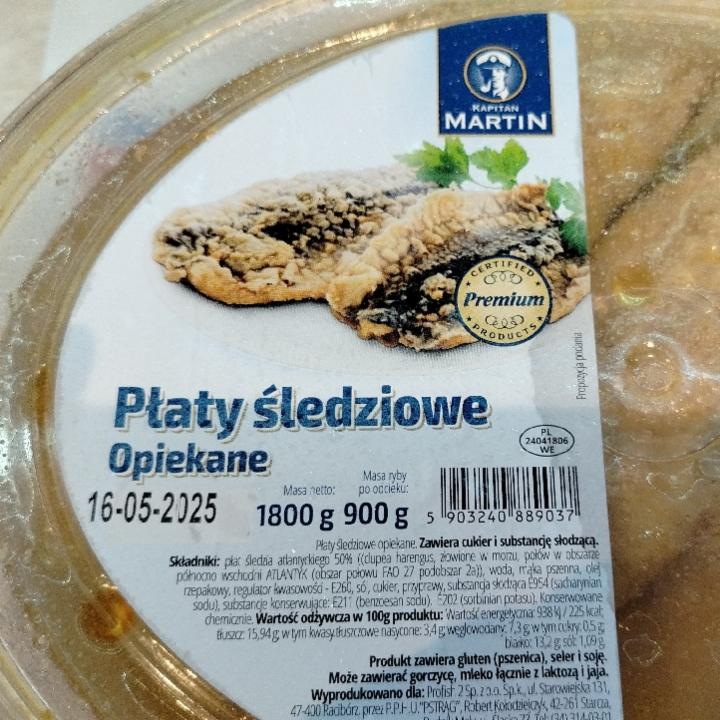 KAPITAN
MARTIN
CERTIFIED
Premium
PRODUCTS
Propozycja podania
Płaty śledziowe
Opiekane
PL
24041806
WE
16-05-2025
Masa netto:
1800 g
Masa ryby
po odcieku:
900 g
5 903240 889037
Płaty śledziowe opiekane. Zawiera cukier i substancję słodzącą.
Składniki: płat śledzia atlantyckiego 50% ((clupea harengus, złowione w morzu, połów w obszarze
północno wschodni ATLANTYK (obszar połowu FAO 27 podobszar 2a)), woda, mąka pszenna, olej
rzepakowy, regulator kwasowości - E260, sól, cukier, przyprawy, substancja słodząca E954 (sacharynian
sodu), substancje konserwujące: E211 (benzoesan sodu), E202 (sorbinian potasu). Konserwowane
chemicznie. Wartość odżywcza w 100g produktu: Wartość energetyczna: 938 kJ / 225 kcal;
tłuszcz: 15,94 g; w tym kwasy tłuszczowe nasycone: 3,4 g; węglowodany: 7,3 g; w tym cukry: 0,5 g;
białko: 13,2 g; sól: 1,09 g.
Produkt zawiera gluten (pszenica), seler i soję.
Może zawierać gorczycę, mleko łącznie z laktozą i jaja.
Wyprodukowano dla: Profish 2 Sp. z o.o. Sp.k., ul. Starowiejska 131,
47-400 Racibórz, przez P.P.H.U. "PSTRĄG", Robert Kołodziejczyk, 42-261 Starcza,